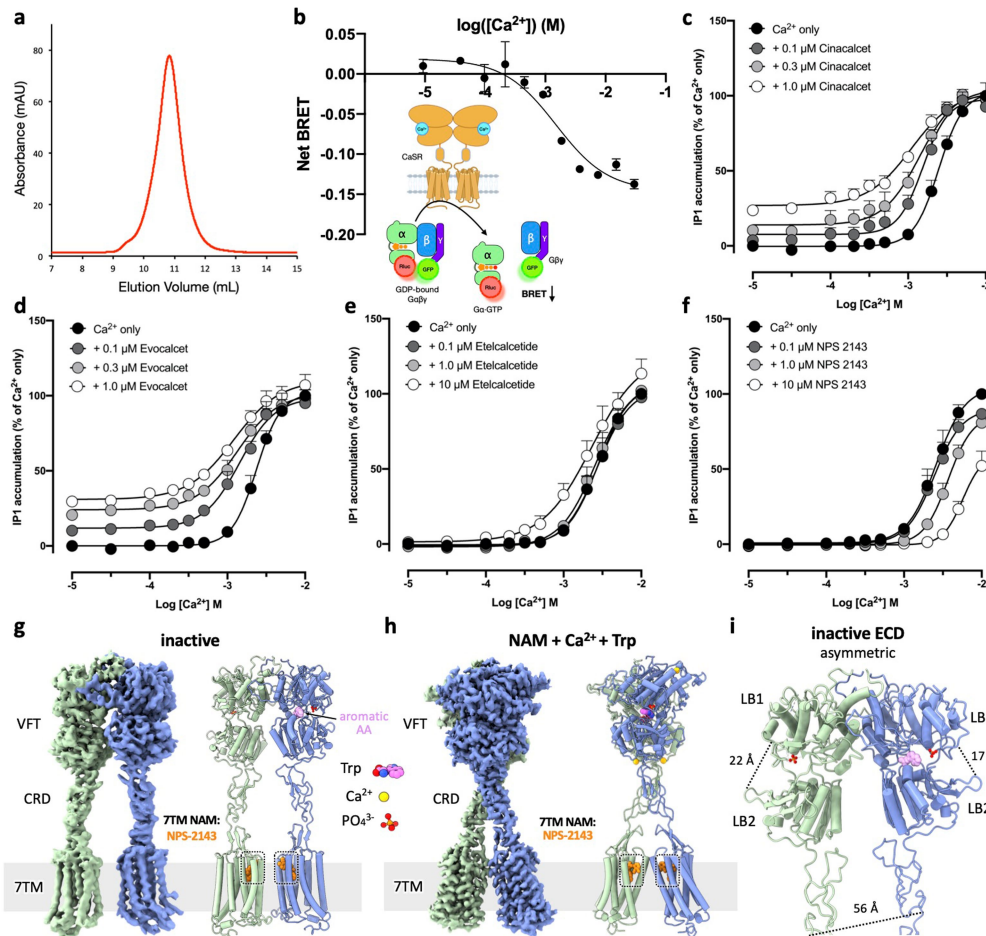 a
Absorbance (mAU)
80
60
40
20
0
7 8 9 10 11 12 13 14 15
Elution Volume (mL)
b
log([Ca²⁺]) (M)
Net BRET
0.00
-0.05
-0.10
-0.15
-0.20
-5 -4 -3 -2 -1
Ca²⁺ Ca²⁺
CaSR
α β γ
Rluc GFP
GDP-bound
Gαβγ
α
Rluc
Gα-GTP
β γ
GFP
Gβγ
BRET ↓
c
IP1 accumulation (% of Ca²⁺ only)
150
100
50
0
Ca²⁺ only
+ 0.1 µM Cinacalcet
+ 0.3 µM Cinacalcet
+ 1.0 µM Cinacalcet
-5 -4 -3 -2
Log [Ca²⁺] M
d
IP1 accumulation (% of Ca²⁺ only)
150
100
50
0
Ca²⁺ only
+ 0.1 µM Evocalcet
+ 0.3 µM Evocalcet
+ 1.0 µM Evocalcet
-5 -4 -3 -2
Log [Ca²⁺] M
e
IP1 accumulation (% of Ca²⁺ only)
150
100
50
0
Ca²⁺ only
+ 0.1 µM Etelcalcetide
+ 1.0 µM Etelcalcetide
+ 10 µM Etelcalcetide
-5 -4 -3 -2
Log [Ca²⁺] M
f
IP1 accumulation (% of Ca²⁺ only)
150
100
50
0
Ca²⁺ only
+ 0.1 µM NPS 2143
+ 1.0 µM NPS 2143
+ 10 µM NPS 2143
-5 -4 -3 -2
Log [Ca²⁺] M
g
inactive
VFT
CRD
7TM
aromatic
AA
Trp
Ca²⁺
PO₄³⁻
7TM NAM:
NPS-2143
h
NAM + Ca²⁺ + Trp
VFT
CRD
7TM
7TM NAM:
NPS-2143
i
inactive ECD
asymmetric
LB1
LB
22 Å
17
LB2
LB2
56 Å